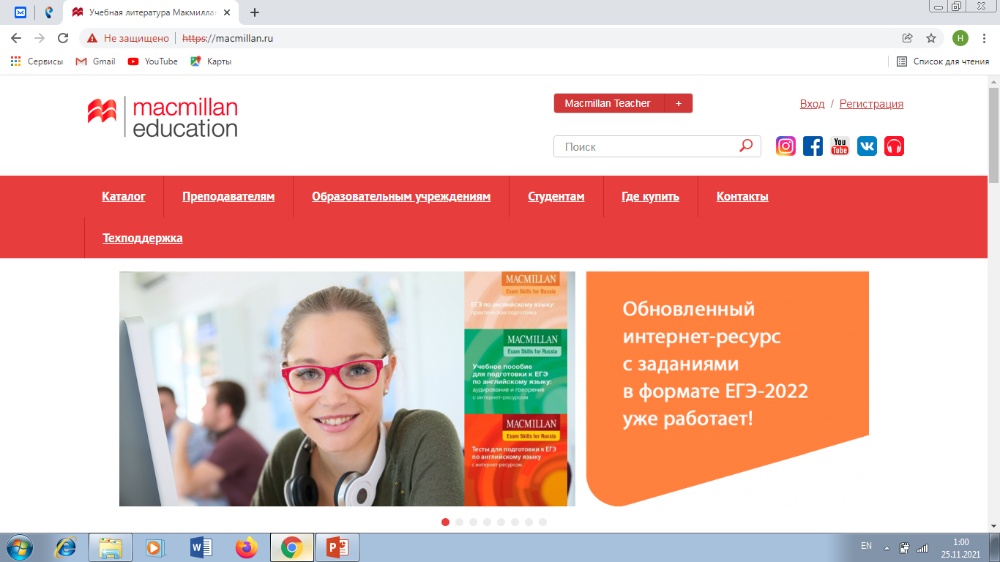 Учебная литература Макмилла
Не защищено
https://macmillan.ru
H
Сервисы
Gmail
YouTube
Карты
Список для чтения
macmillan
education
Macmillan Teacher +
Вход / Регистрация
Поиск
You
Tube
Каталог
Преподавателям
Образовательным учреждениям
Студентам
Где купить
Контакты
Техподдержка
MACMILLAN
Exam Skills for Russia
ЕГЭ по английскому языку:
практическая подготовка
MACMILLAN
Exam Skills for Russia
Учебное пособие
для подготовки к ЕГЭ
по английскому языку:
аудирование и говорение
с интернет-ресурсом
MACMILLAN
Exam Skills for Russia
Тесты для подготовки к ЕГЭ
по английскому языку
с интернет-ресурсом
Обновленный
интернет-ресурс
с заданиями
в формате ЕГЭ-2022
уже работает!
EN
1:00
25.11.2021